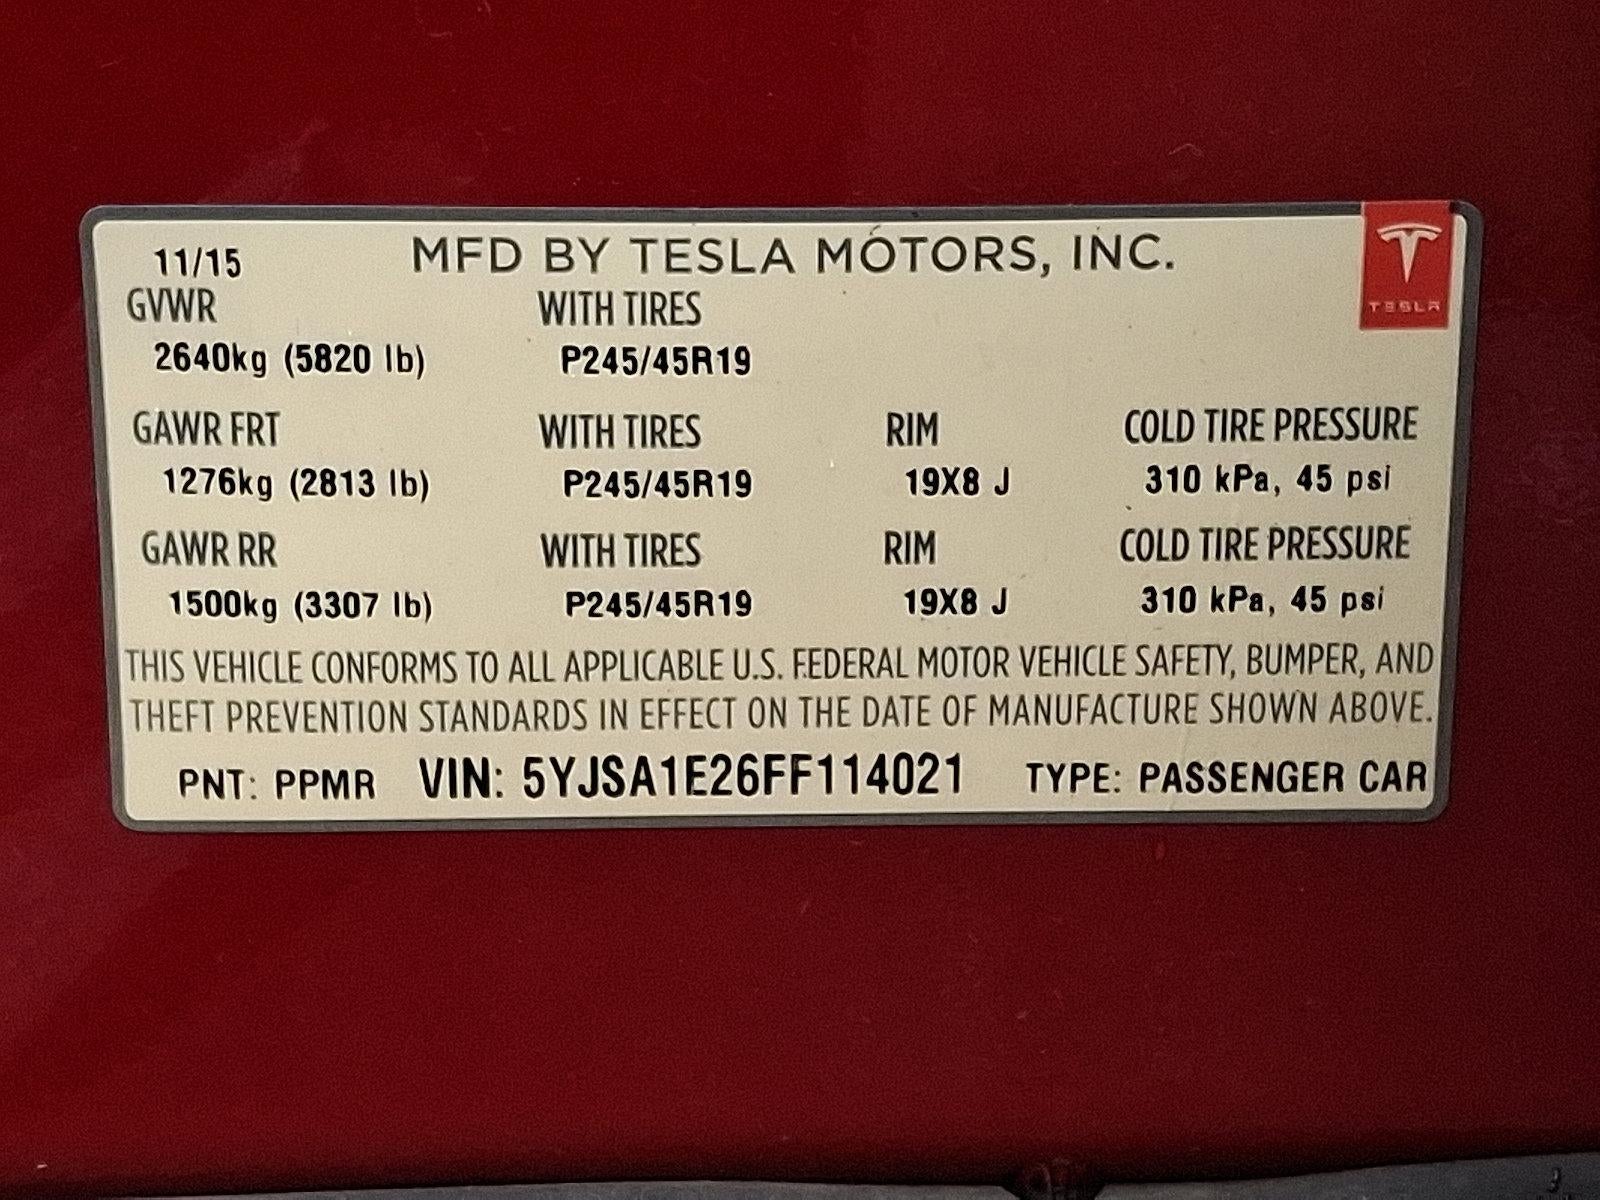 11/15 MFD BY TESLA MOTORS, INC.
TESLA
GVWR WITH TIRES
2640kg (5820 lb) P245/45R19
GAWR FRT WITH TIRES RIM COLD TIRE PRESSURE
1276kg (2813 lb) P245/45R19 19X8 J 310 kPa, 45 psi
GAWR RR WITH TIRES RIM COLD TIRE PRESSURE
1500kg (3307 lb) P245/45R19 19X8 J 310 kPa, 45 psi
THIS VEHICLE CONFORMS TO ALL APPLICABLE U.S. FEDERAL MOTOR VEHICLE SAFETY, BUMPER, AND
THEFT PREVENTION STANDARDS IN EFFECT ON THE DATE OF MANUFACTURE SHOWN ABOVE.
PNT: PPMR VIN: 5YJSA1E26FF114021 TYPE: PASSENGER CAR